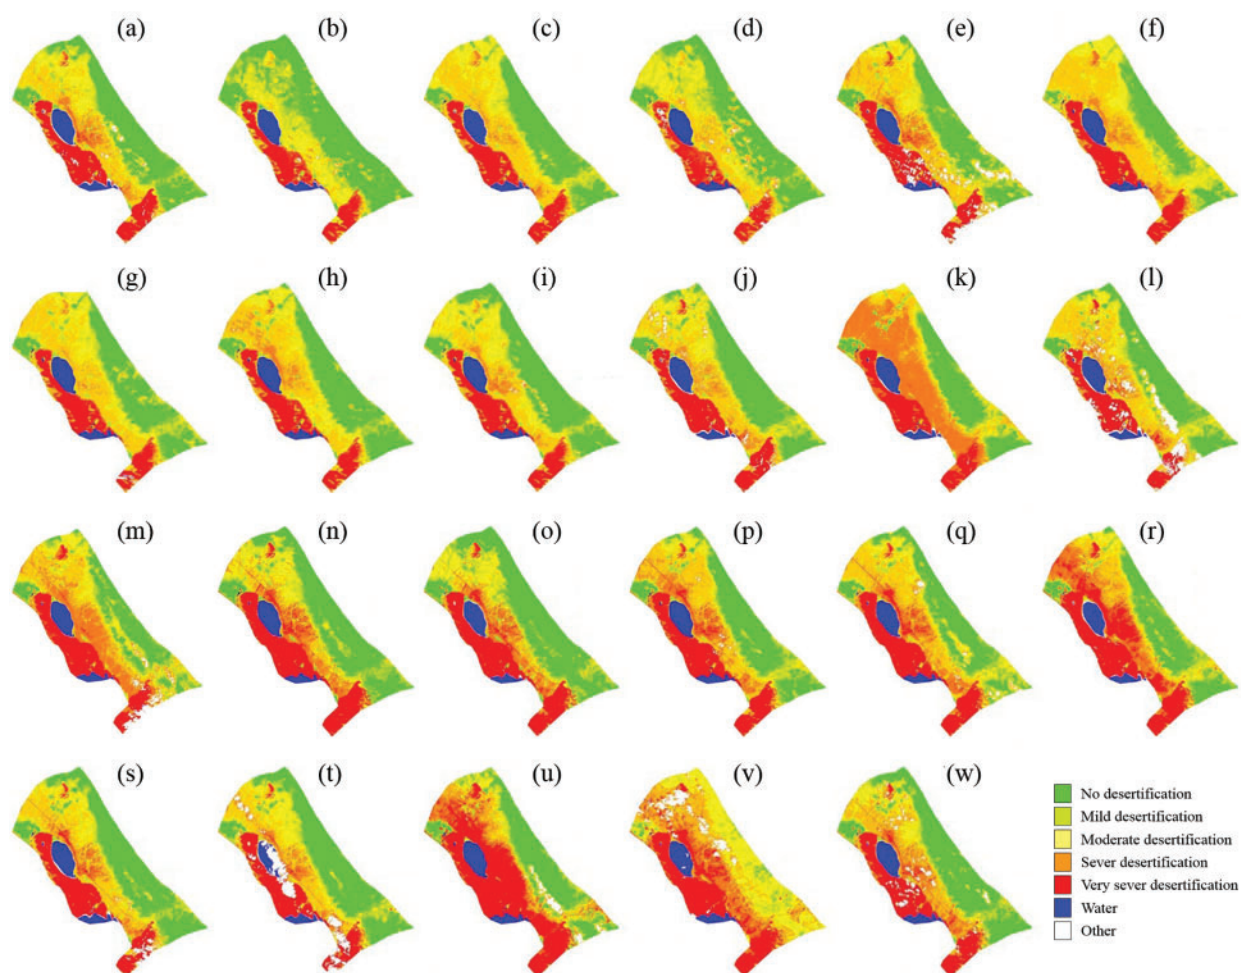 (a) (b) (c) (d) (e) (f)
(g) (h) (i) (j) (k) (l)
(m) (n) (o) (p) (q) (r)
(s) (t) (u) (v) (w)
No desertification
Mild desertification
Moderate desertification
Sever desertification
Very sever desertification
Water
Other